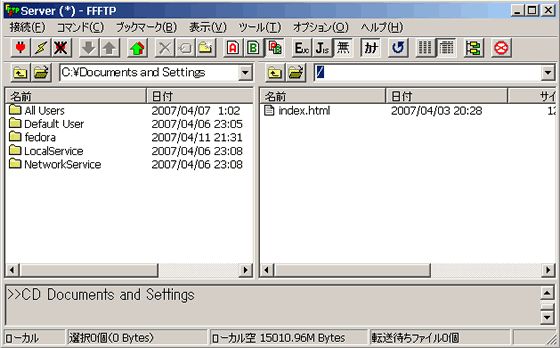 Server (*) - FFFTP
接続(F) コマンド(C) ブックマーク(B) 表示(V) ツール(T) オプション(O) ヘルプ(H)
A B EUC JIS 無 カナ
C:¥Documents and Settings /
名前 日付
All Users 2007/04/07 1:02
Default User 2007/04/06 23:05
fedora 2007/04/11 21:31
LocalService 2007/04/06 23:08
NetworkService 2007/04/06 23:08
名前 日付 サイ
index.html 2007/04/03 20:28 12
>>CD Documents and Settings
ローカル 選択0個(0 Bytes) ローカル空 15010.96M Bytes 転送待ちファイル0個